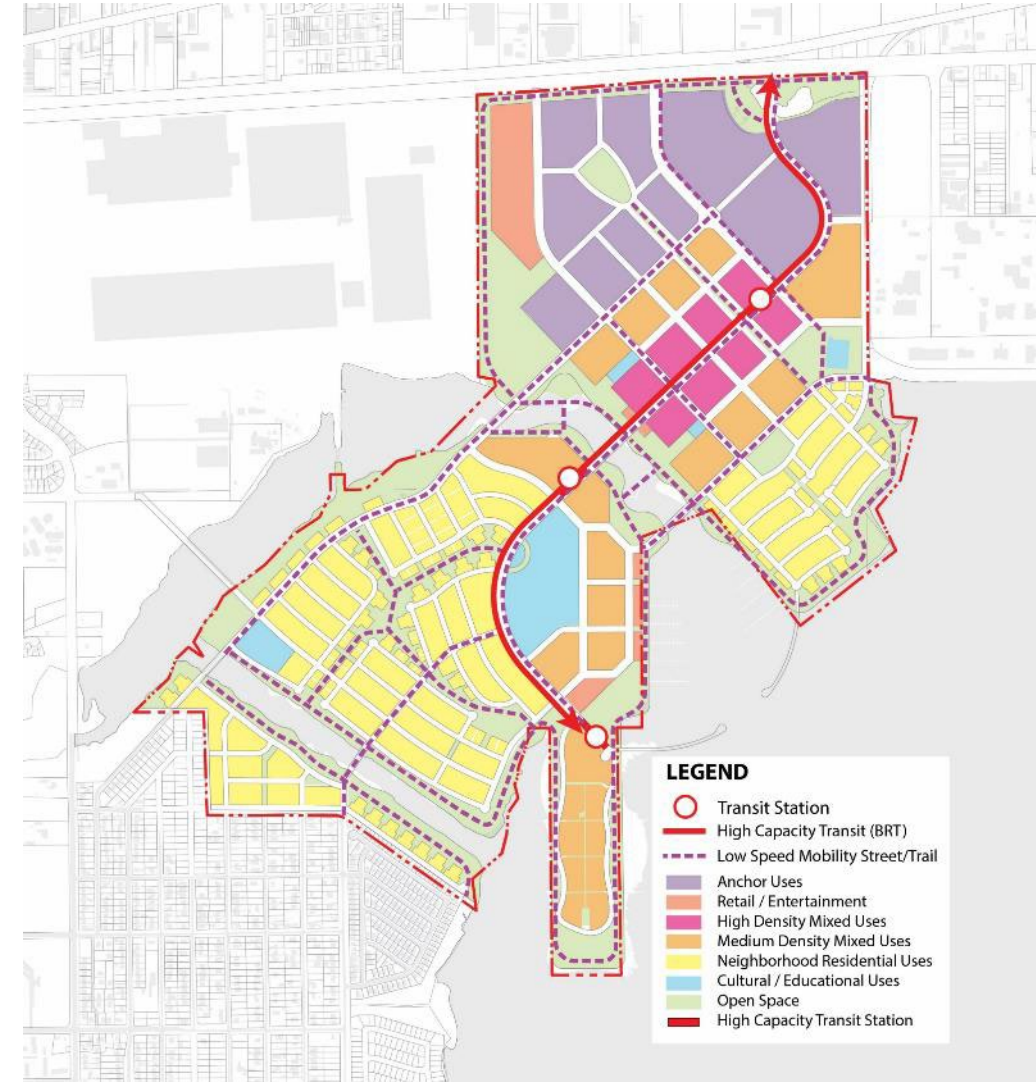 LEGEND
Transit Station
High Capacity Transit (BRT)
Low Speed Mobility Street/Trail
Anchor Uses
Retail / Entertainment
High Density Mixed Uses
Medium Density Mixed Uses
Neighborhood Residential Uses
Cultural / Educational Uses
Open Space
High Capacity Transit Station